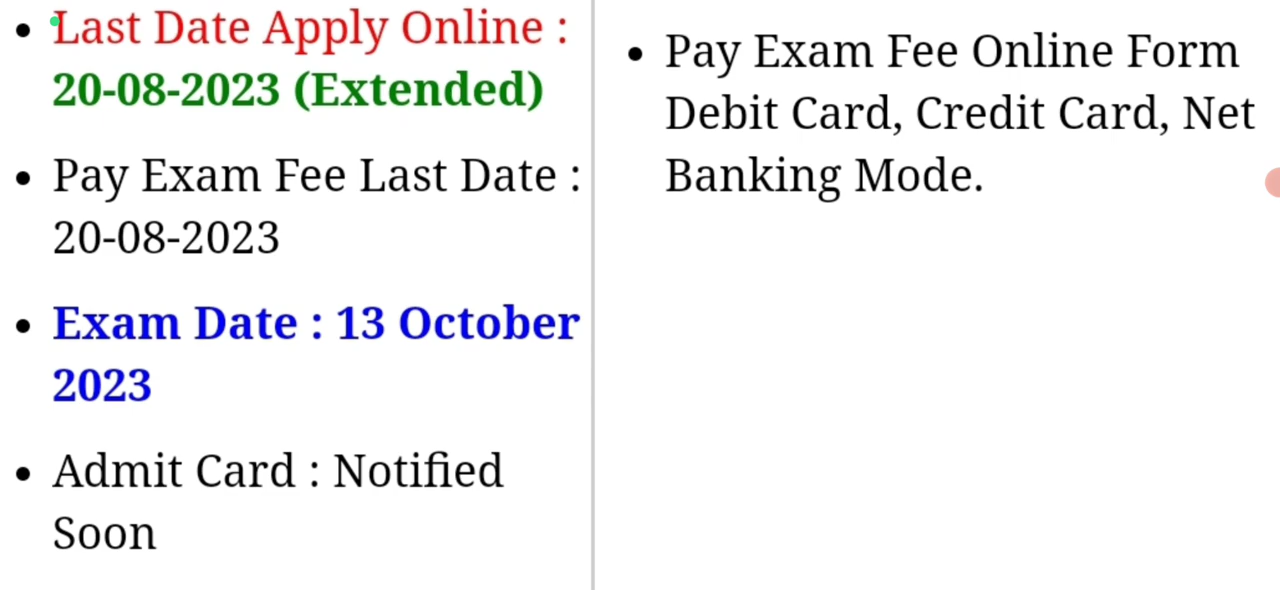 Last Date Apply Online :
20-08-2023 (Extended)
Pay Exam Fee Last Date :
20-08-2023
Exam Date : 13 October
2023
Admit Card : Notified
Soon
Pay Exam Fee Online Form
Debit Card, Credit Card, Net
Banking Mode.